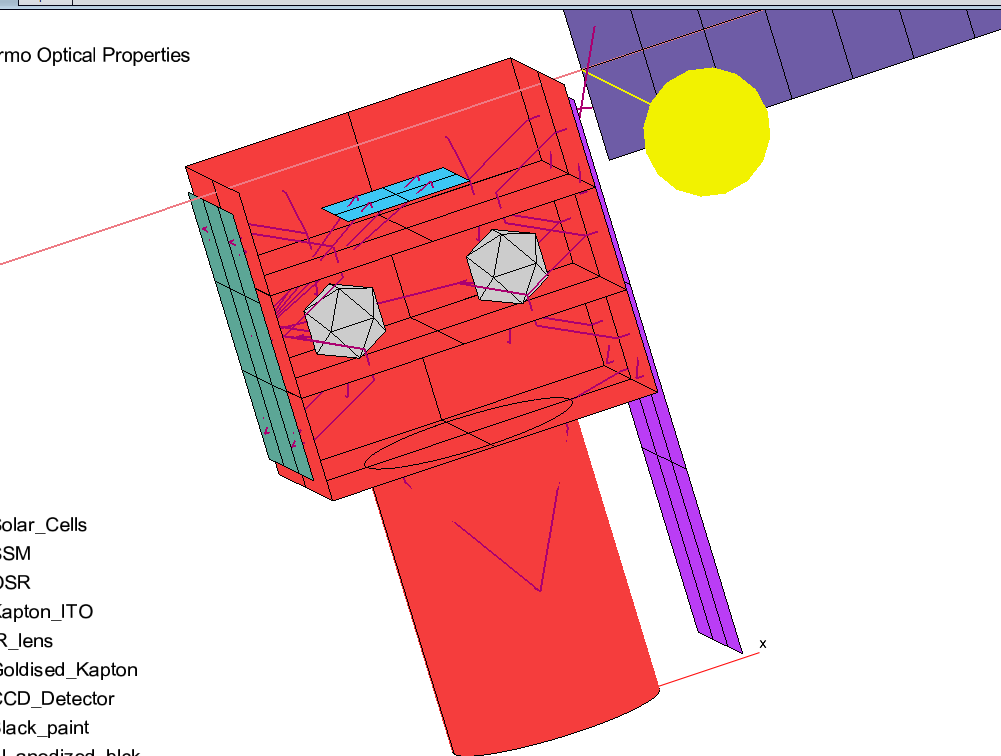 rmo Optical Properties
x
Solar_Cells
SSM
OSR
Kapton_ITO
R_lens
Goldised_Kapton
CCD_Detector
Black_paint